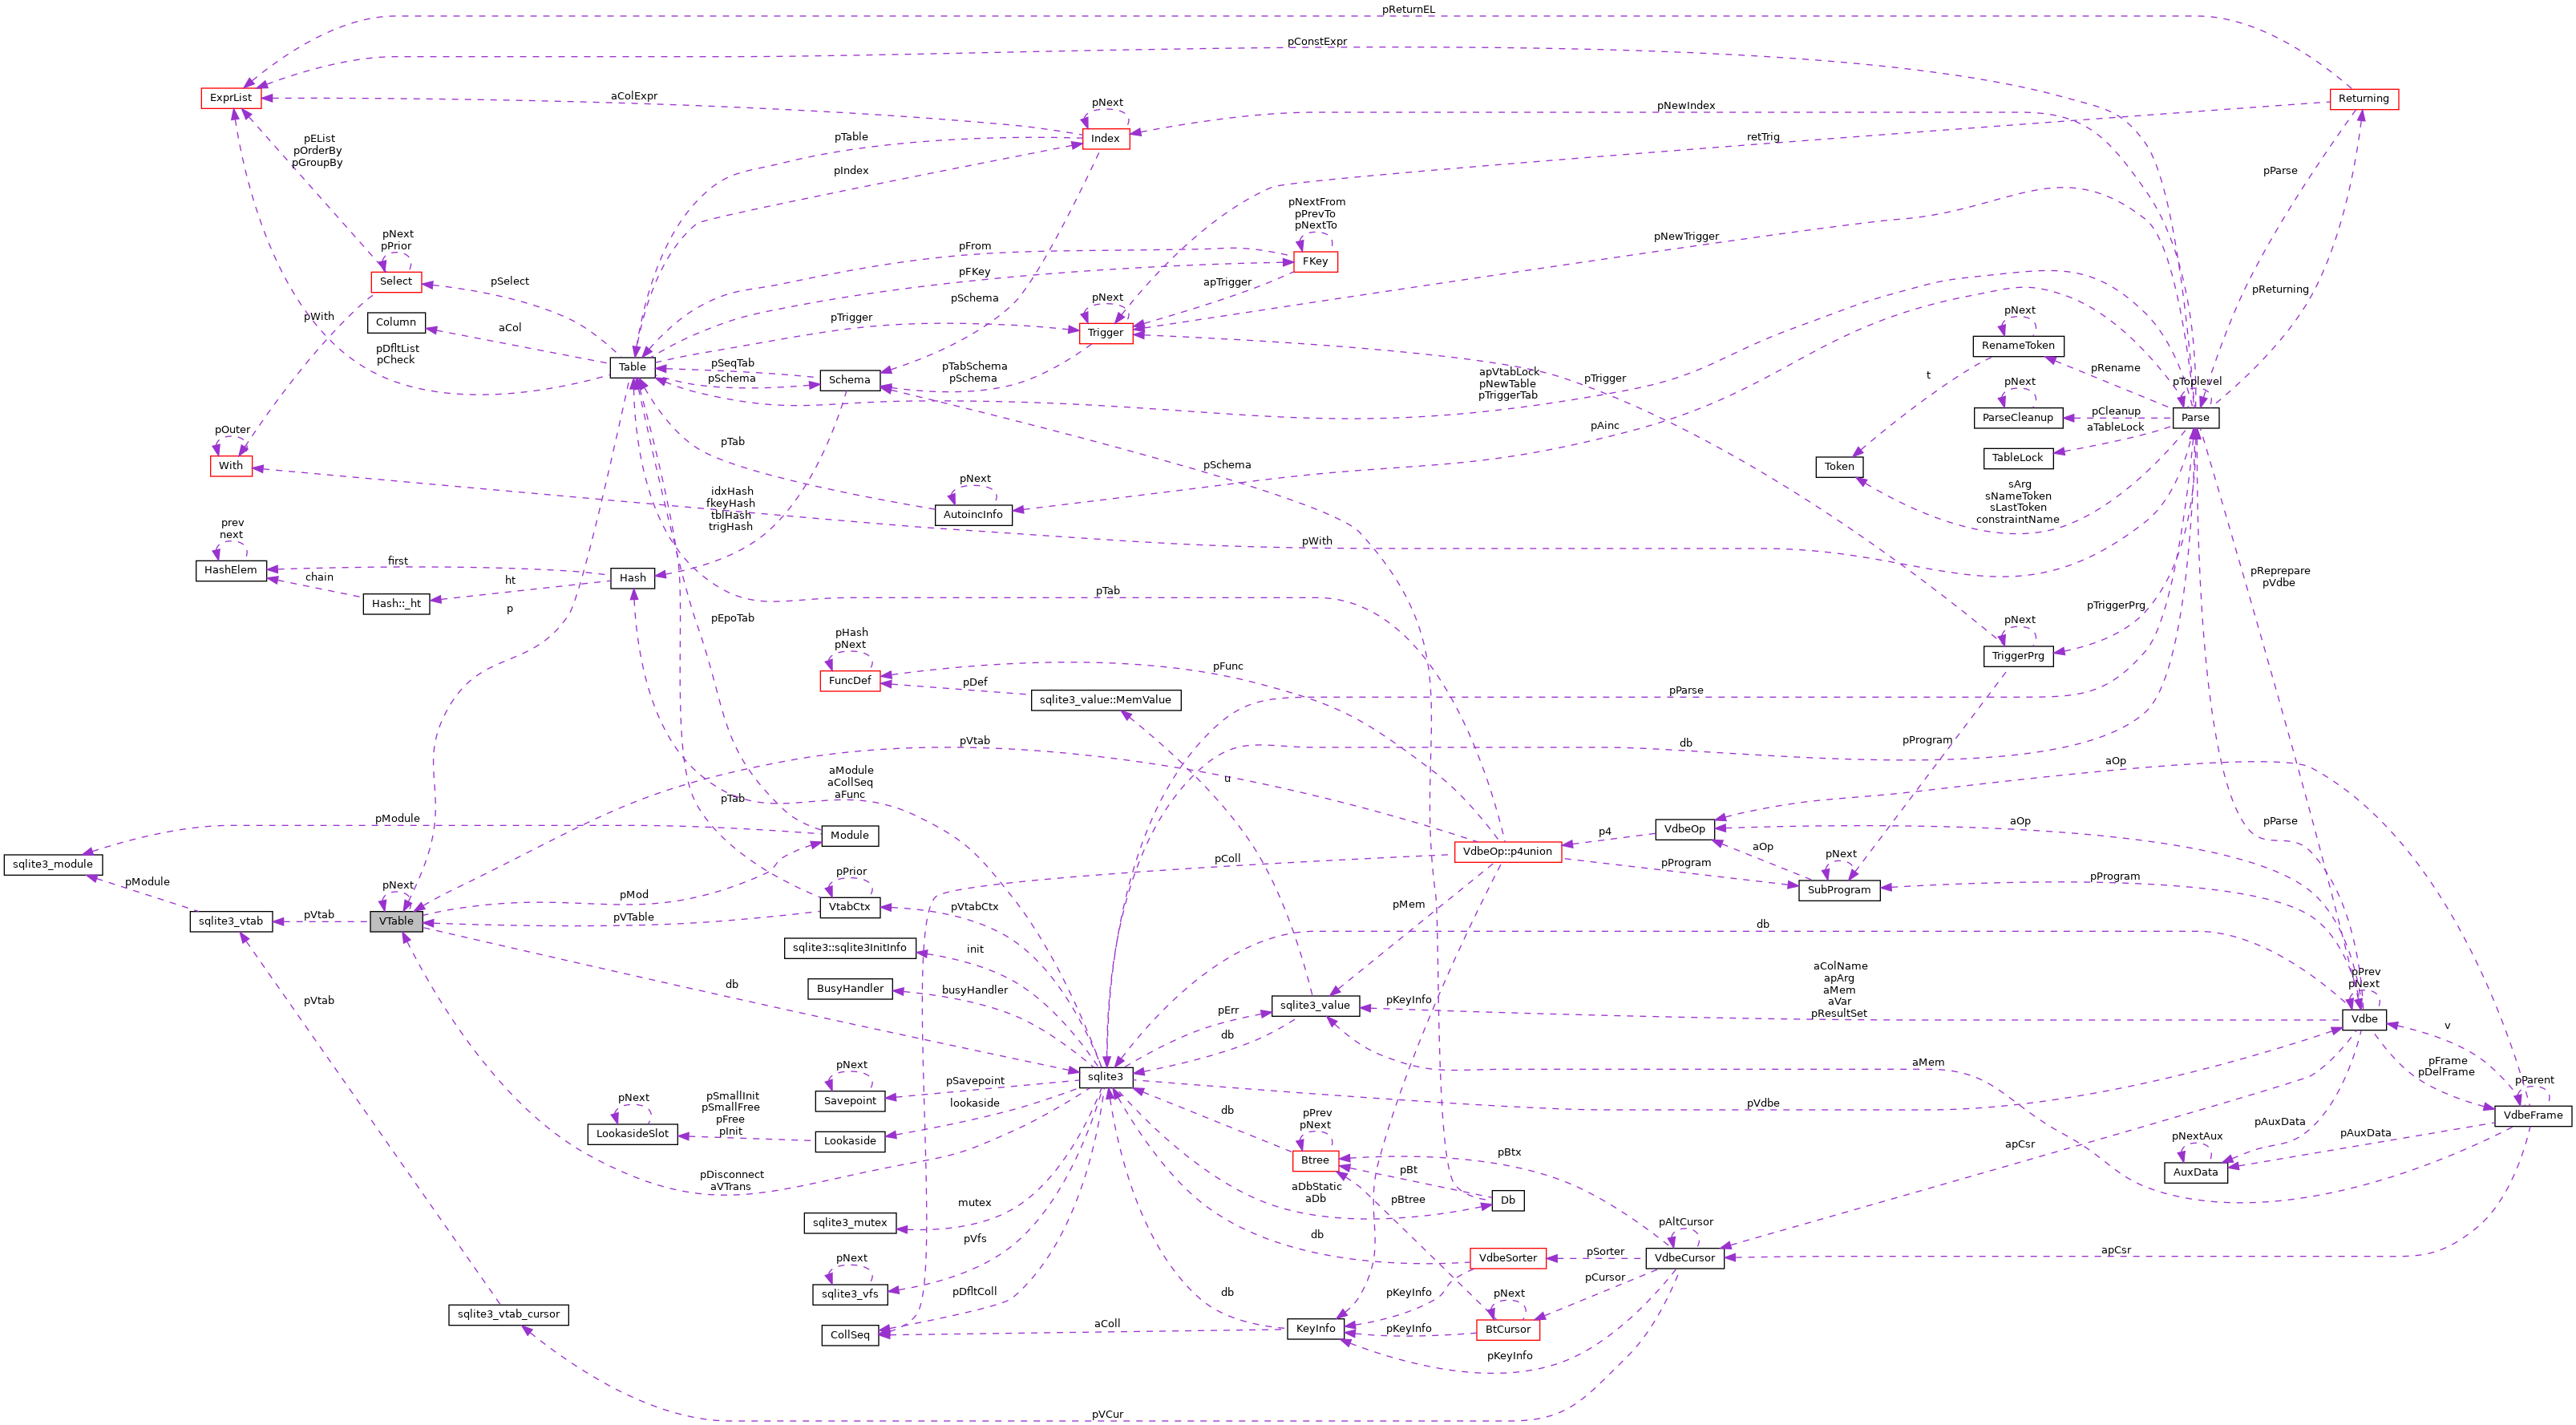 pReturnEL
pConstExpr
ExprList
aColExpr
pNext
Returning
pNewIndex
pTable
Index
retTrig
pEList
pOrderBy
pGroupBy
pIndex
pParse
pNextFrom
pPrevTo
pNextTo
pNext
pPrior
pFrom
pNewTrigger
FKey
Select
pSelect
pFKey
apTrigger
pReturning
pSchema
pNext
pWith
Column
aCol
pTrigger
Trigger
pNext
RenameToken
pDfltList
pCheck
Table
pSeqTab
pSchema
Schema
pTabSchema
pSchema
apVtabLock
pNewTable
pTriggerTab
pTrigger
t
pRename
pNext
pToplevel
ParseCleanup
pCleanup
Parse
pOuter
pTab
pAinc
aTableLock
With
pSchema
Token
TableLock
pNext
idxHash
fkeyHash
tblHash
trigHash
AutoincInfo
sArg
sNameToken
sLastToken
constraintName
prev
next
pWith
HashElem
first
Hash
pReprepare
pVdbe
chain
ht
Hash::_ht
p
pEpoTab
pTab
pTriggerPrg
pNext
pHash
pNext
TriggerPrg
FuncDef
pFunc
pDef
sqlite3_value::MemValue
pParse
pVtab
db
pProgram
aModule
aCollSeq
aFunc
u
aOp
pTab
pModule
Module
VdbeOp
p4
aOp
pParse
sqlite3_module
VdbeOp::p4union
aOp
pNext
pColl
pProgram
pModule
pNext
pMod
pPrior
SubProgram
pProgram
sqlite3_vtab
pVtab
VTable
pVTable
VtabCtx
pVtabCtx
pMem
db
sqlite3::sqlite3InitInfo
init
db
BusyHandler
busyHandler
aColName
apArg
aMem
aVar
pResultSet
pPrev
pNext
pVtab
pErr
sqlite3_value
pKeyInfo
Vdbe
v
db
aMem
pFrame
pDelFrame
pNext
Savepoint
pSavepoint
sqlite3
pParent
pNext
pSmallInit
pSmallFree
pFree
pInit
lookaside
pVdbe
VdbeFrame
LookasideSlot
Lookaside
db
pPrev
pNext
pAuxData
pAuxData
apCsr
pNextAux
pBtx
Btree
pBt
AuxData
pDisconnect
aVTrans
aDbStatic
aDb
pBtree
Db
mutex
sqlite3_mutex
pAltCursor
db
pVfs
pNext
VdbeSorter
pSorter
VdbeCursor
apCsr
sqlite3_vfs
pDfltColl
db
pKeyInfo
pCursor
pNext
sqlite3_vtab_cursor
CollSeq
aColl
KeyInfo
pKeyInfo
BtCursor
pKeyInfo
pVCur